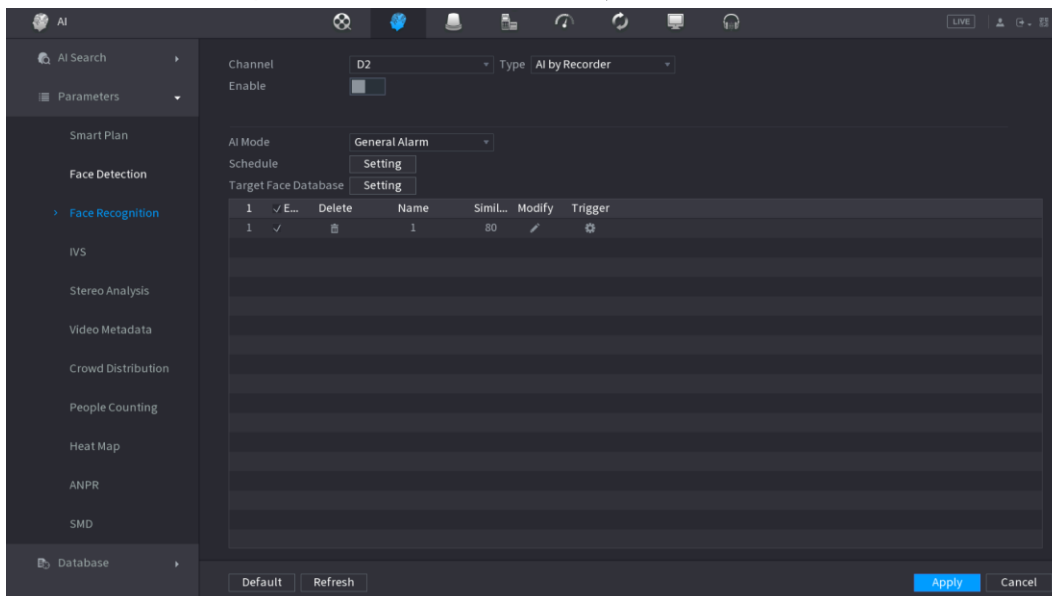 AI
LIVE
AI Search
Parameters
Smart Plan
Face Detection
Face Recognition
IVS
Stereo Analysis
Video Metadata
Crowd Distribution
People Counting
Heat Map
ANPR
SMD
Database
Channel D2 Type AI by Recorder
Enable
AI Mode General Alarm
Schedule Setting
Target Face Database Setting
1 E... Delete Name Simil... Modify Trigger
1 1 80
Default Refresh Apply Cancel